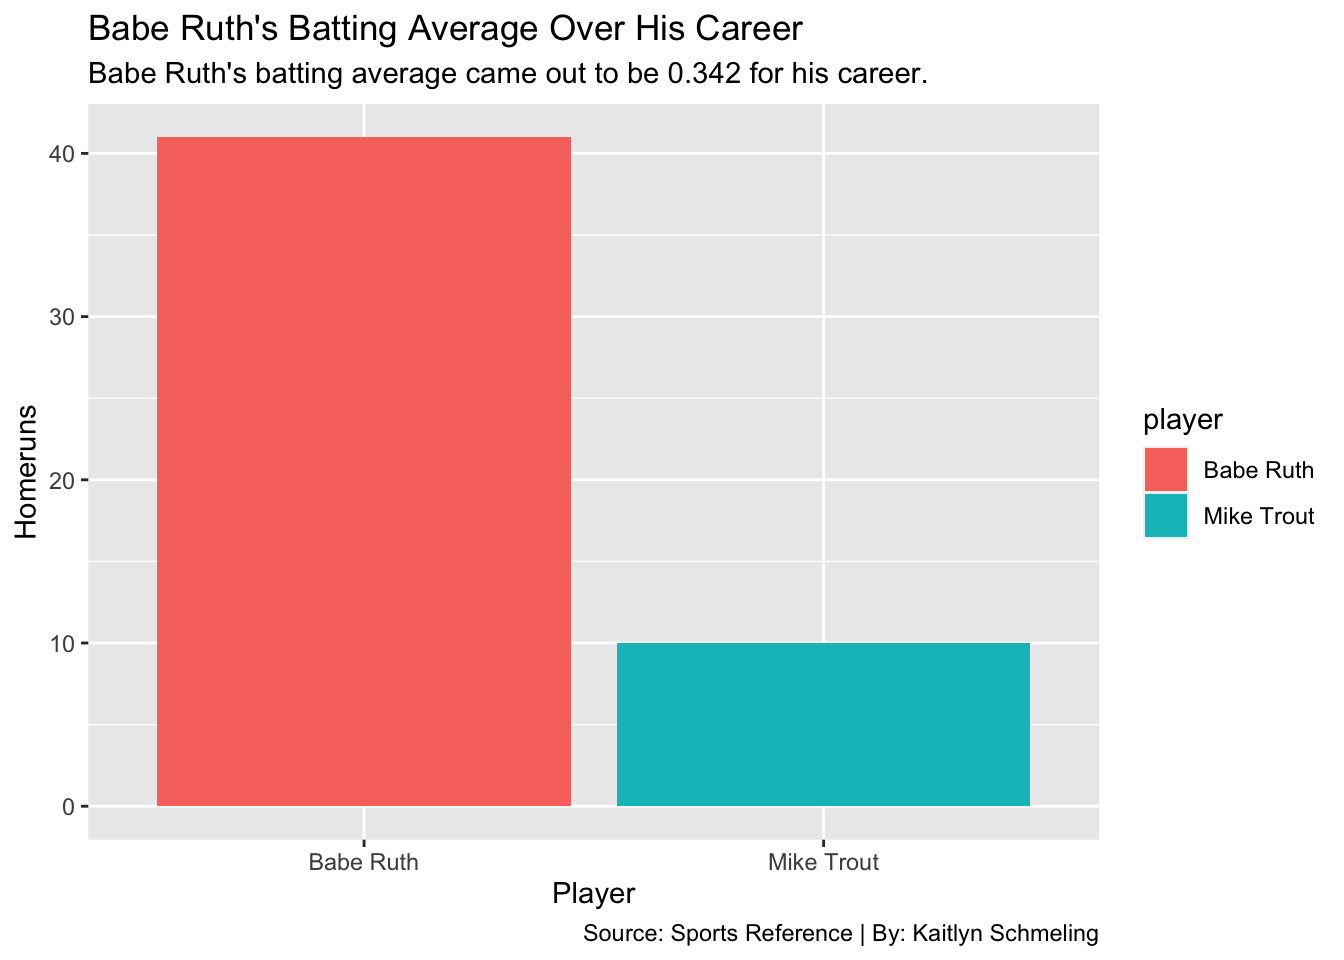 Babe Ruth's Batting Average Over His Career
Babe Ruth's batting average came out to be 0.342 for his career.
40
30
20
10
0
Homeruns
Babe Ruth
Mike Trout
Player
player
Babe Ruth
Mike Trout
Source: Sports Reference | By: Kaitlyn Schmeling